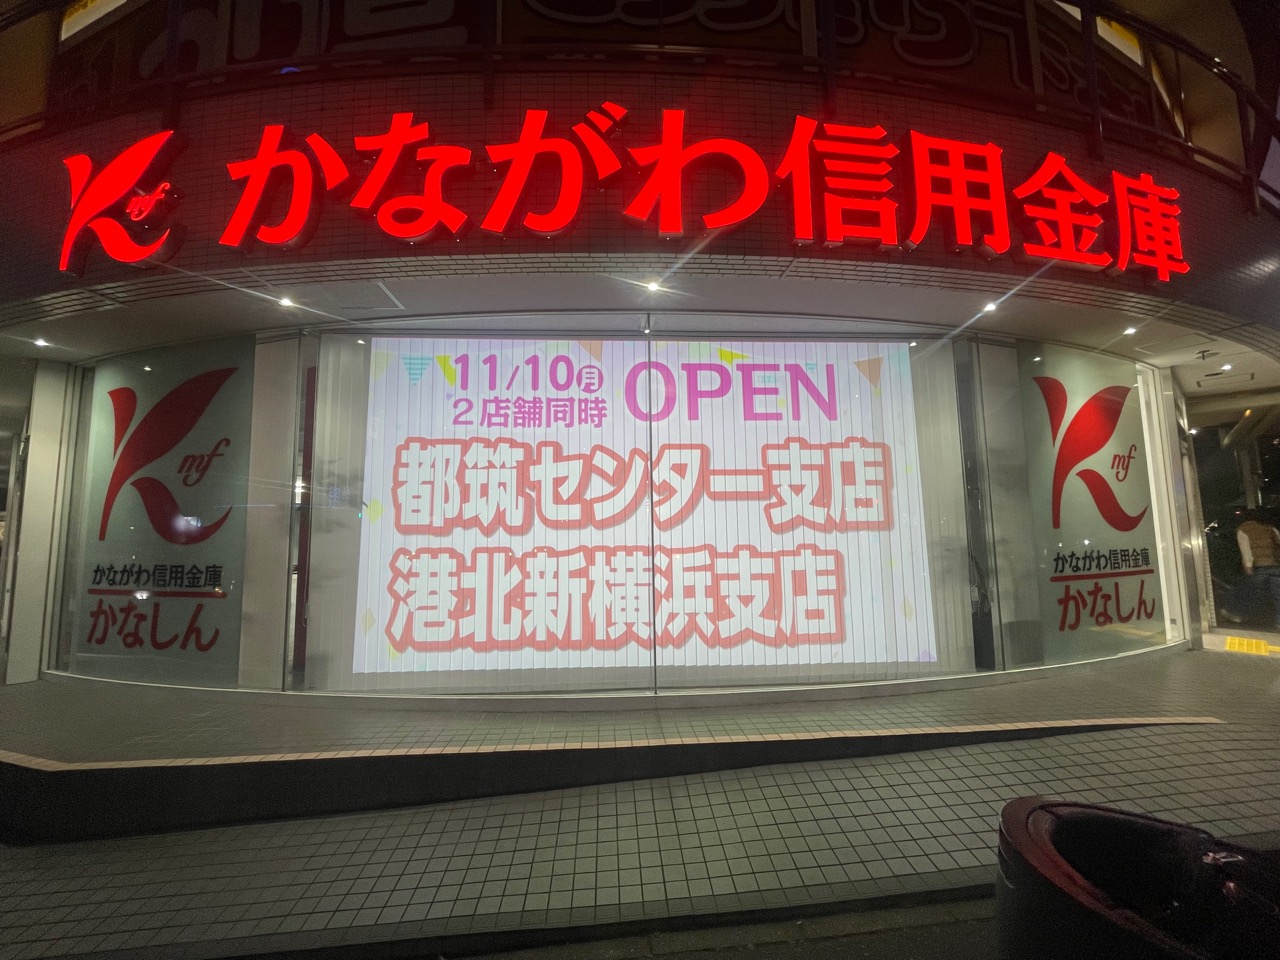 mf かながわ信用金庫
11/10㊊
2店舗同時 OPEN
都筑センター支店
港北新横浜支店
mf
かながわ信用金庫
かなしん
mf
かながわ信用金庫
かなしん